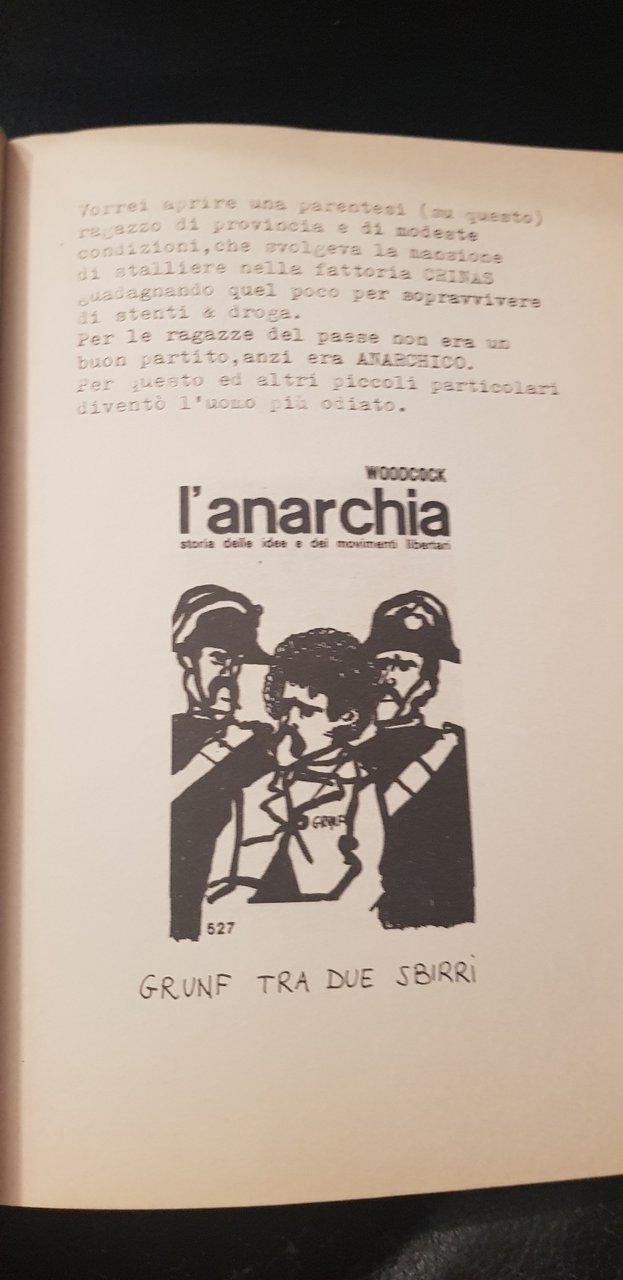 Vorrei aprire una parentesi (su questo)
ragazzo di provincia e di modeste
condizioni,che svolgeva la mansione
di stalliere nella fattoria CRINAS
guadagnando quel poco per sopravvivere
di stenti & droga.
Per le ragazze del paese non era un
buon partito,anzi era ANARCHICO.
Per questo ed altri piccoli particolari
diventò l'uomo più odiato.
WOODCOCK
l'anarchia
storia delle idee e dei movimenti libertari
GRUNF
527
GRUNF TRA DUE SBIRRI